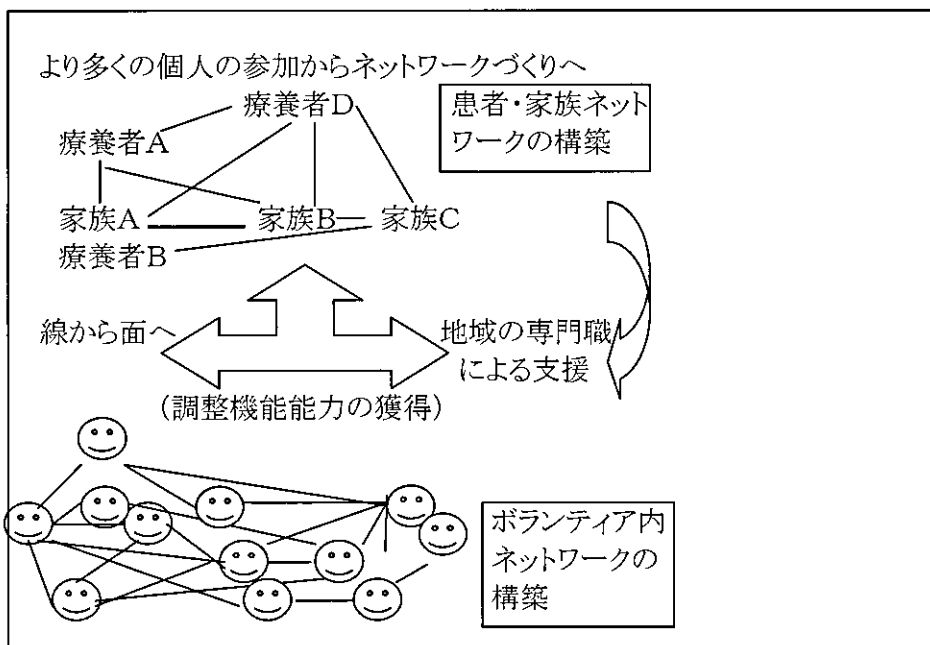 より多くの個人の参加からネットワークづくりへ
療養者D
患者・家族ネット
ワークの構築
療養者A
家族A
家族B
家族C
療養者B
線から面へ
地域の専門職
による支援
(調整機能能力の獲得)
ボランティア内
ネットワークの
構築